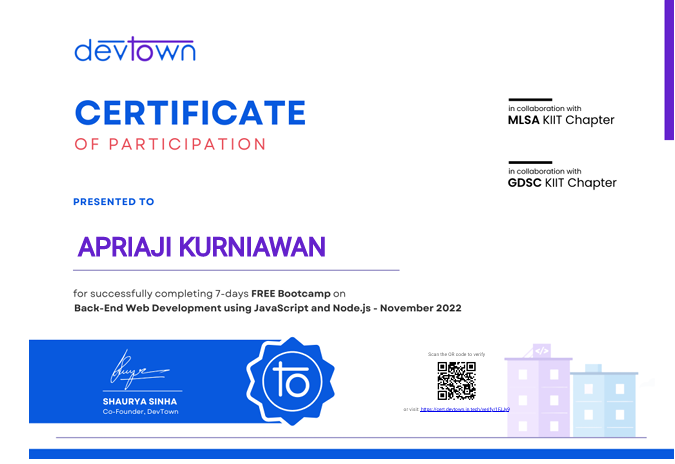 devtown
CERTIFICATE
OF PARTICIPATION
in collaboration with
MLSA KIIT Chapter
in collaboration with
GDSC KIIT Chapter
PRESENTED TO
APRIAJI KURNIAWAN
for successfully completing 7-days FREE Bootcamp on
Back-End Web Development using JavaScript and Node.js - November 2022
SHAURYA SINHA
Co-Founder, DevTown
to
</>
Scan the QR code to verify
or visit